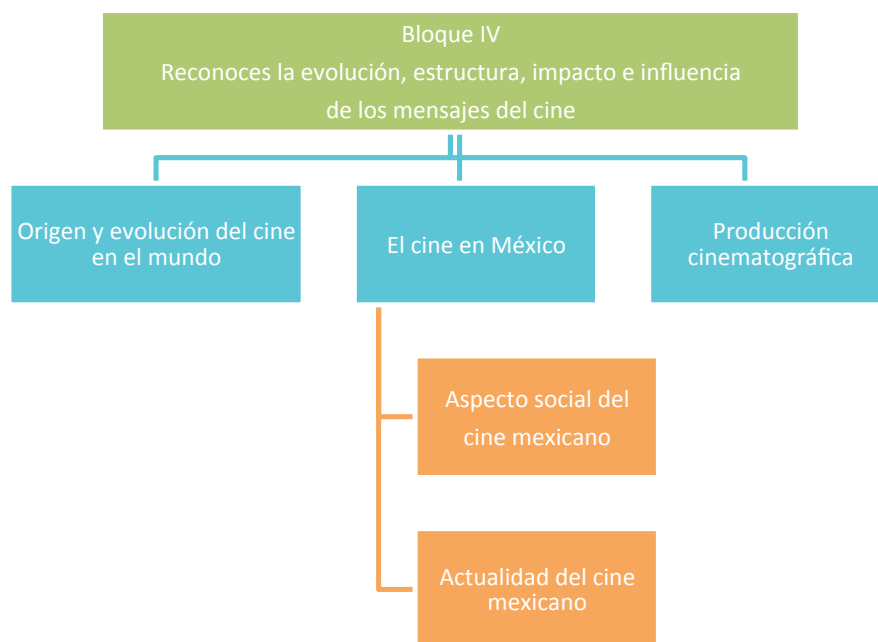 Bloque IV
Reconoces la evolución, estructura, impacto e influencia
de los mensajes del cine
Origen y evolución del cine
en el mundo
El cine en México
Producción
cinematográfica
Aspecto social del
cine mexicano
Actualidad del cine
mexicano